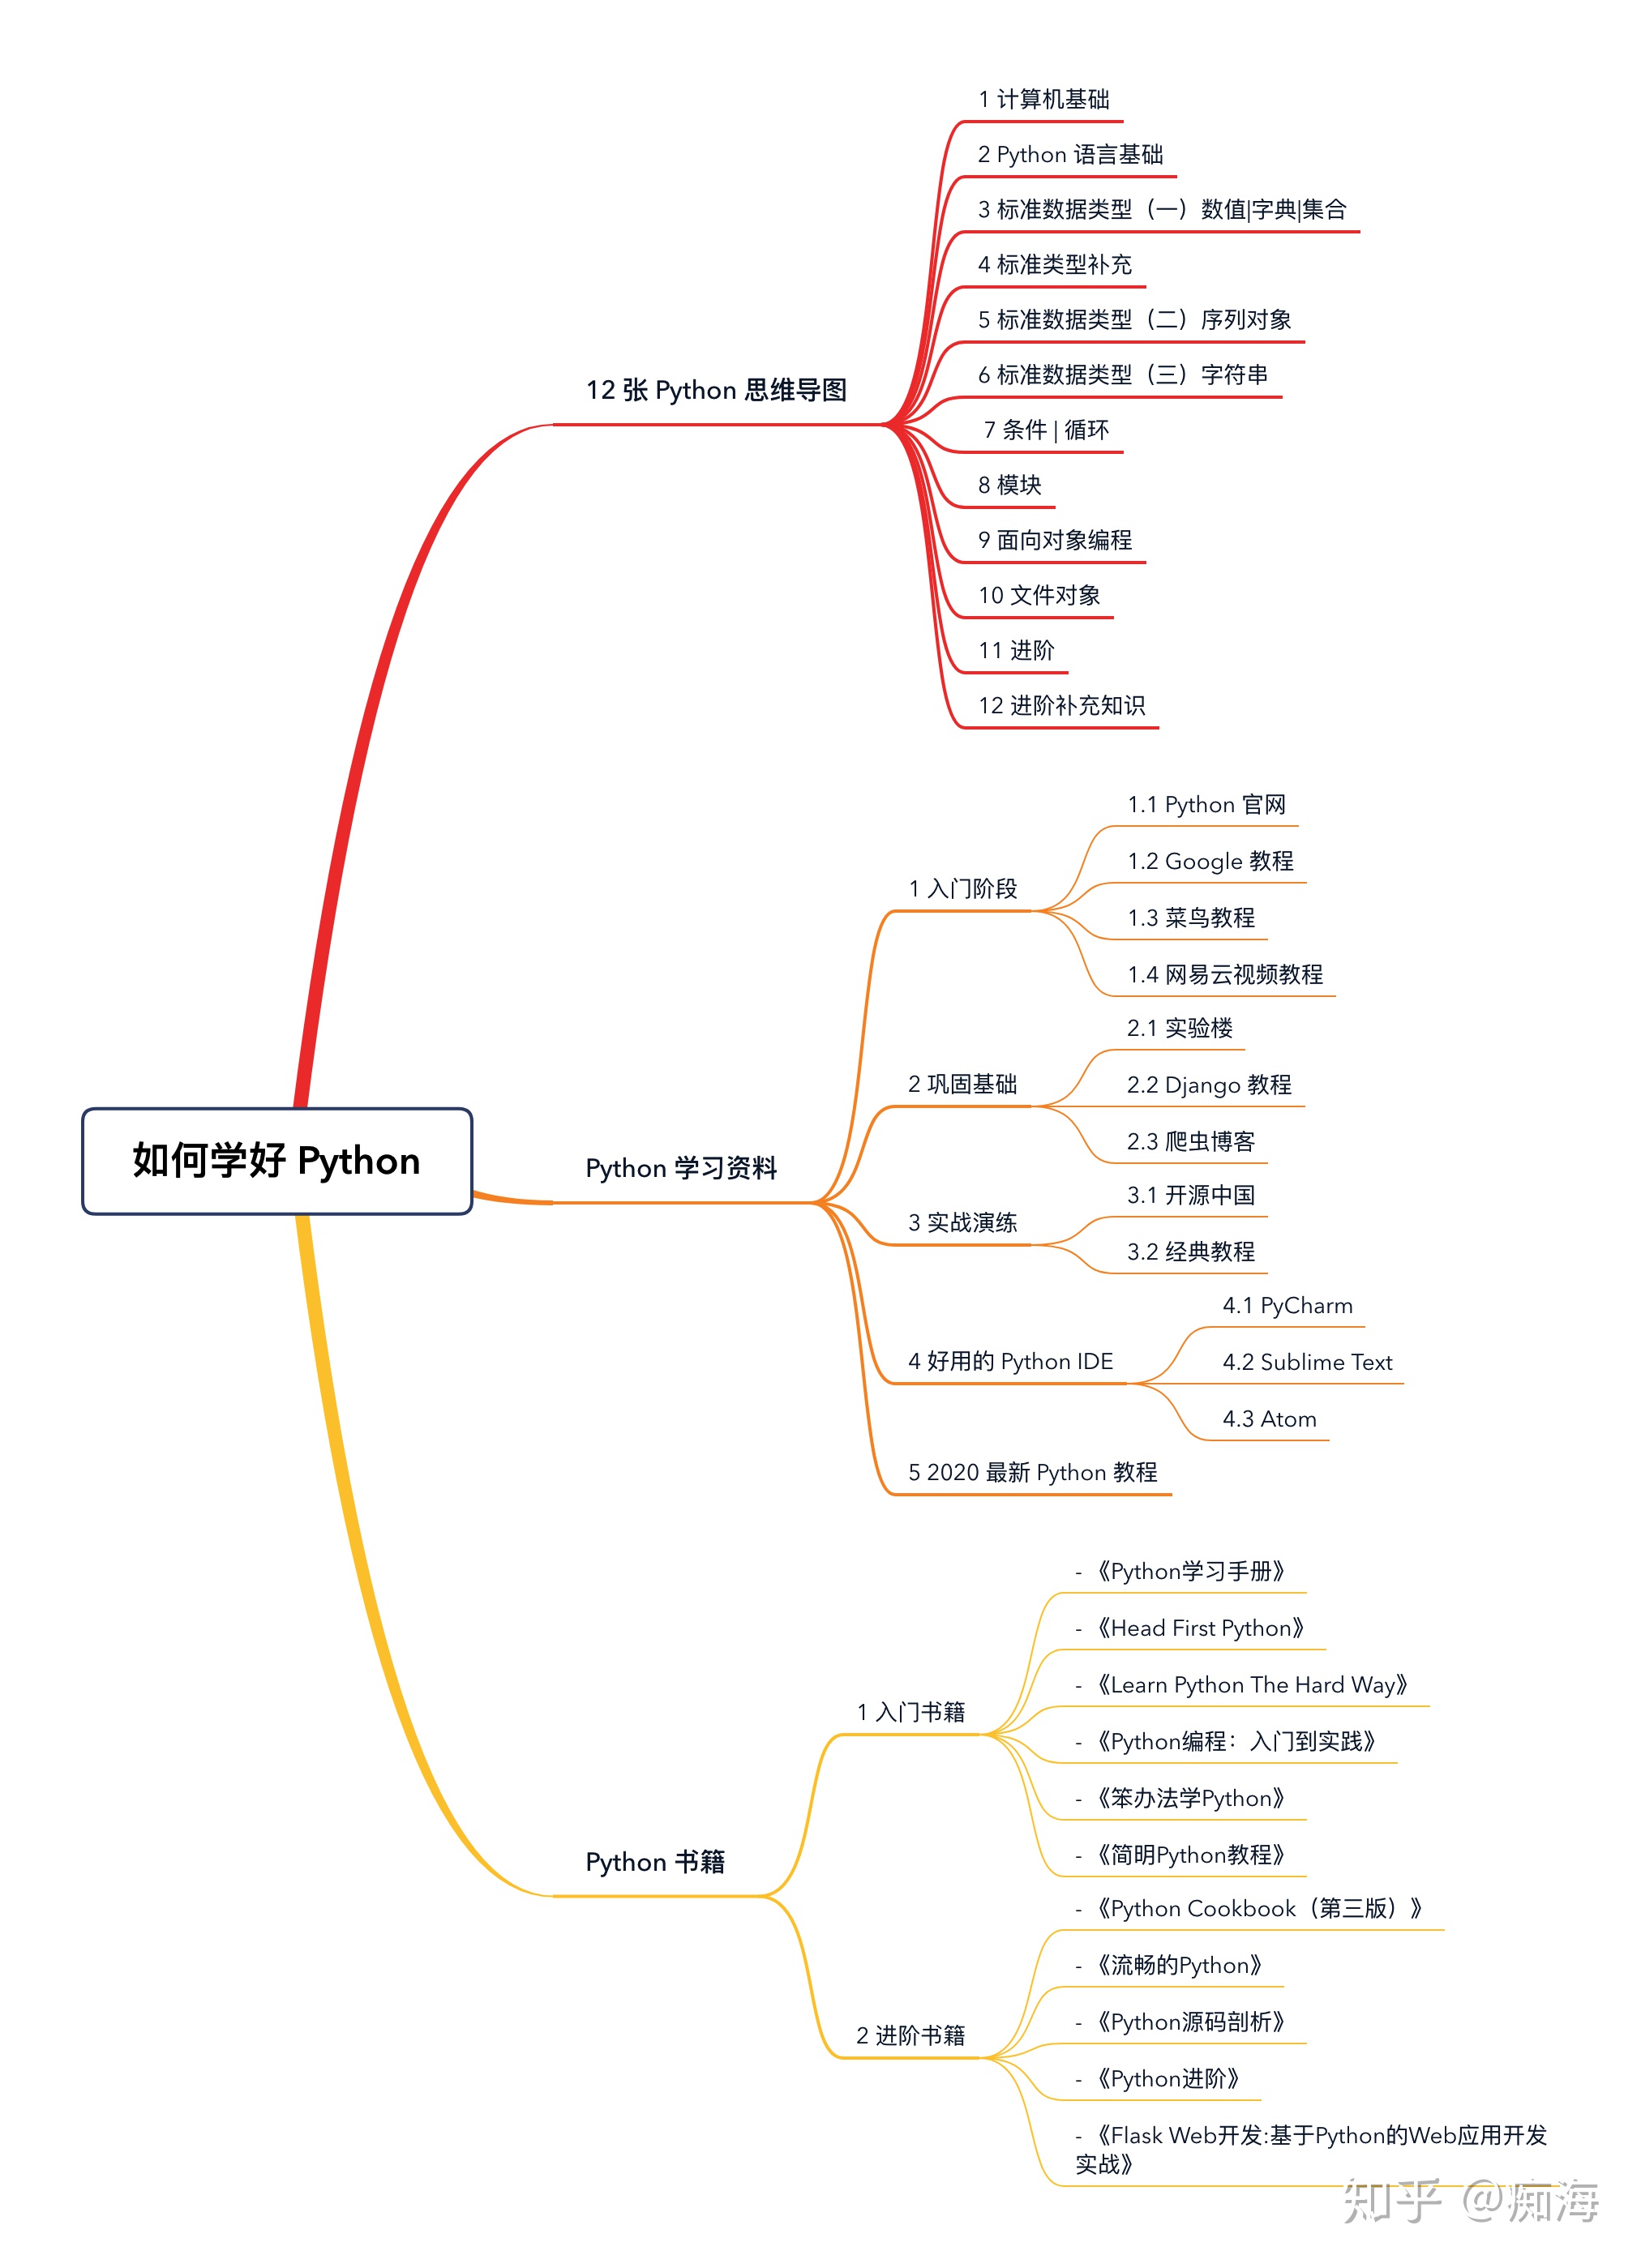 如何学好 Python
12 张 Python 思维导图
1 计算机基础
2 Python 语言基础
3 标准数据类型（一）数值|字典|集合
4 标准类型补充
5 标准数据类型（二）序列对象
6 标准数据类型（三）字符串
7 条件 | 循环
8 模块
9 面向对象编程
10 文件对象
11 进阶
12 进阶补充知识
Python 学习资料
1 入门阶段
1.1 Python 官网
1.2 Google 教程
1.3 菜鸟教程
1.4 网易云视频教程
2 巩固基础
2.1 实验楼
2.2 Django 教程
2.3 爬虫博客
3 实战演练
3.1 开源中国
3.2 经典教程
4 好用的 Python IDE
4.1 PyCharm
4.2 Sublime Text
4.3 Atom
5 2020 最新 Python 教程
Python 书籍
1 入门书籍
- 《Python学习手册》
- 《Head First Python》
- 《Learn Python The Hard Way》
- 《Python编程：入门到实践》
- 《笨办法学Python》
- 《简明Python教程》
2 进阶书籍
- 《Python Cookbook（第三版）》
- 《流畅的Python》
- 《Python源码剖析》
- 《Python进阶》
- 《Flask Web开发:基于Python的Web应用开发
实战》
知乎 @痴海